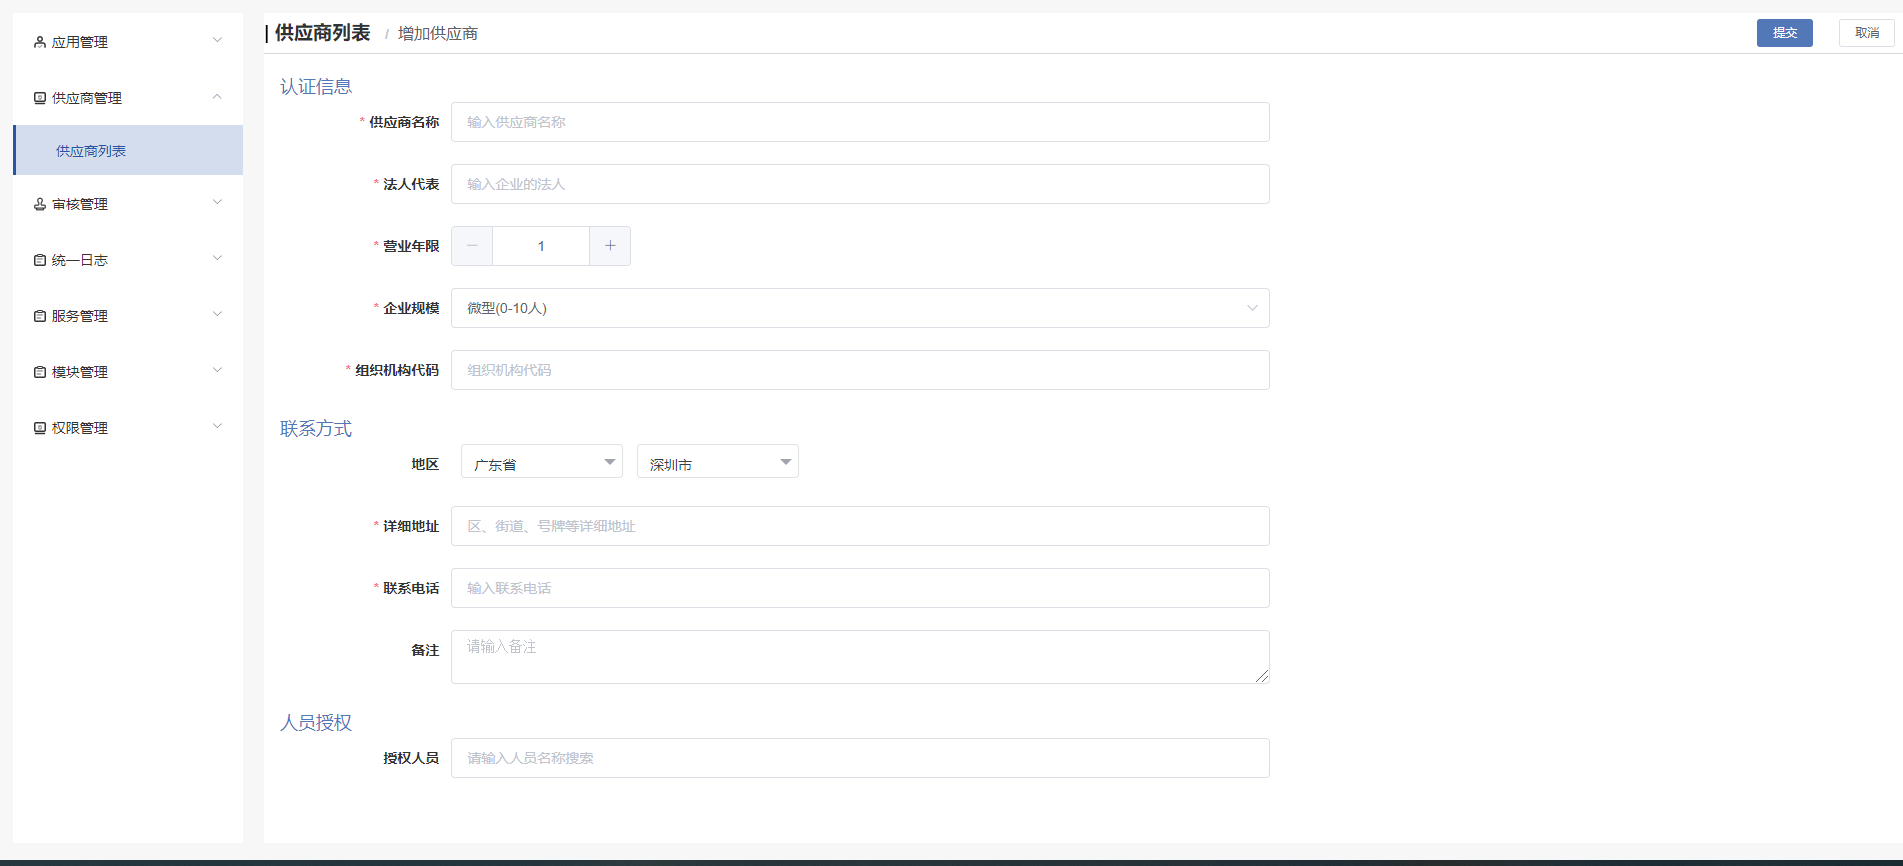 应用管理
供应商管理
供应商列表
审核管理
统一日志
服务管理
模块管理
权限管理
供应商列表 / 增加供应商
提交
取消
认证信息
* 供应商名称 输入供应商名称
* 法人代表 输入企业的法人
* 营业年限 1
* 企业规模 微型(0-10人)
* 组织机构代码 组织机构代码
联系方式
地区 广东省 深圳市
* 详细地址 区、街道、号牌等详细地址
* 联系电话 输入联系电话
备注 请输入备注
人员授权
授权人员 请输入人员名称搜索